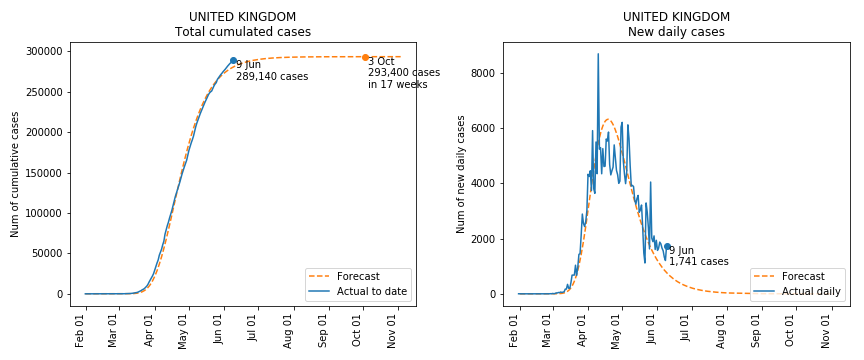 UNITED KINGDOM
Total cumulated cases
Num of cumulative cases
300000
250000
200000
150000
100000
50000
0
9 Jun
289,140 cases
3 Oct
293,400 cases
in 17 weeks
Forecast
Actual to date
Feb 01
Mar 01
Apr 01
May 01
Jun 01
Jul 01
Aug 01
Sep 01
Oct 01
Nov 01
UNITED KINGDOM
New daily cases
Num of new daily cases
8000
6000
4000
2000
0
9 Jun
1,741 cases
Forecast
Actual daily
Feb 01
Mar 01
Apr 01
May 01
Jun 01
Jul 01
Aug 01
Sep 01
Oct 01
Nov 01